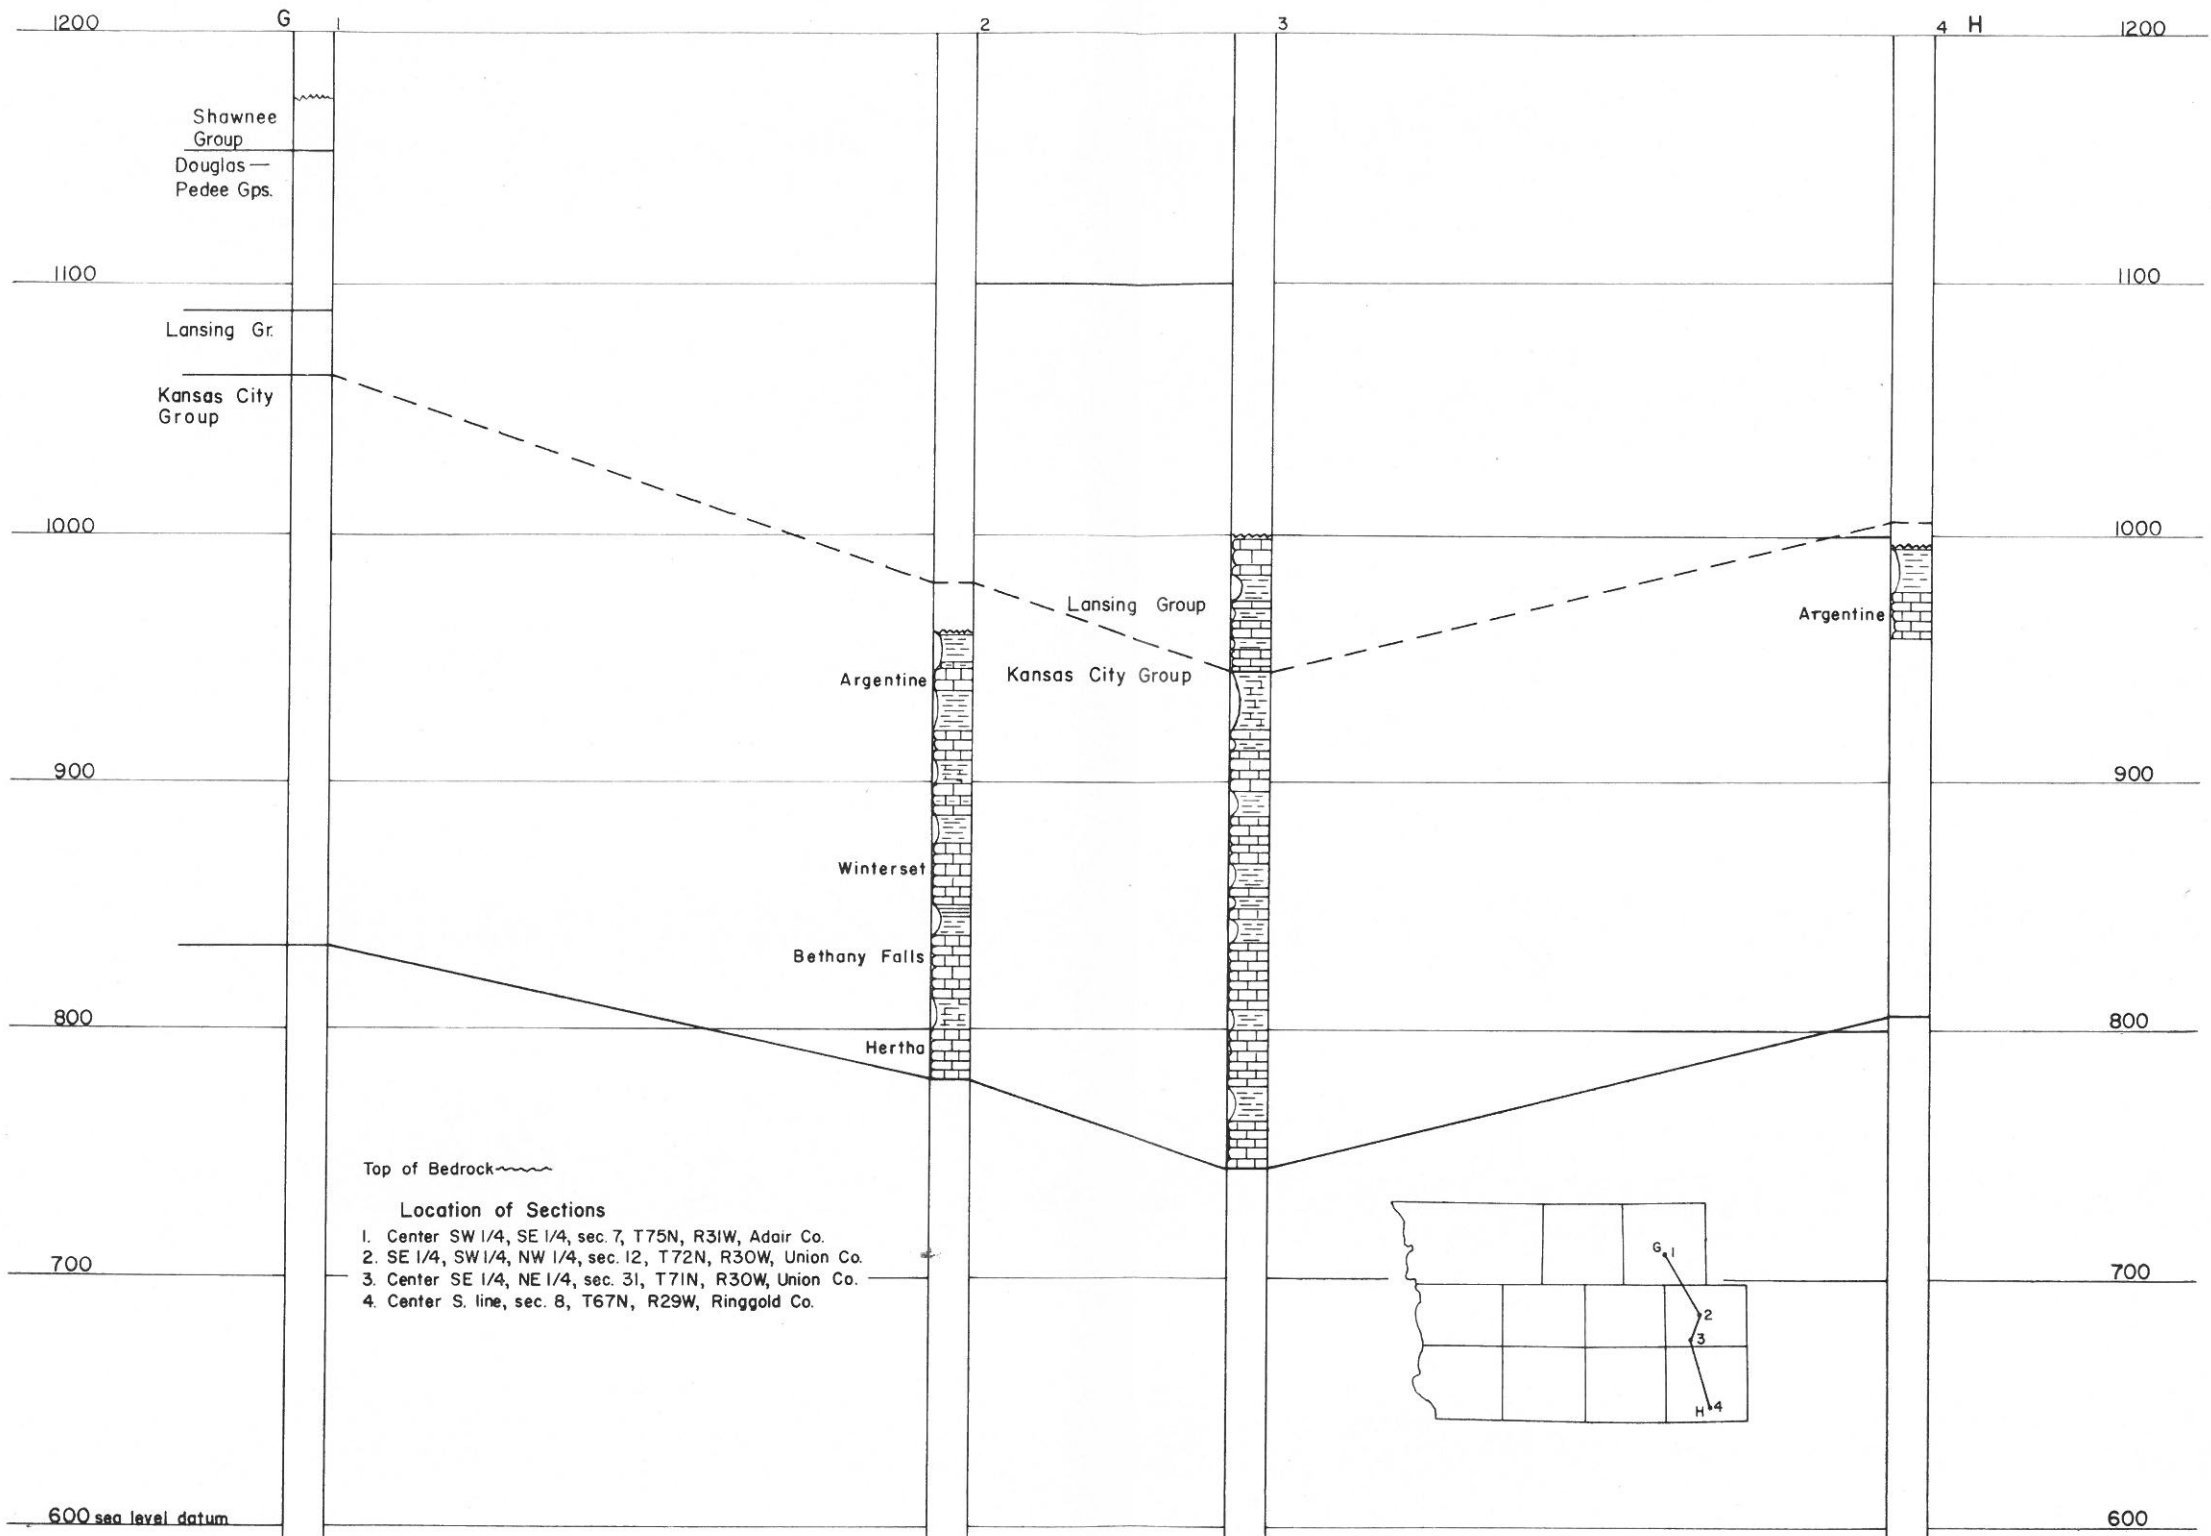 G 1 2 3 4 H
1200 1200
Shawnee
Group
Douglas —
Pedee Gps.
1100 1100
Lansing Gr.
Kansas City
Group
1000 1000
Lansing Group
Argentine
Argentine
Kansas City Group
900 900
Winterset
Bethany Falls
800 800
Hertha
Top of Bedrock
Location of Sections
1. Center SW 1/4, SE 1/4, sec. 7, T75N, R31W, Adair Co.
2. SE 1/4, SW 1/4, NW 1/4, sec. 12, T72N, R30W, Union Co.
3. Center SE 1/4, NE 1/4, sec. 31, T71N, R30W, Union Co.
4. Center S. line, sec. 8, T67N, R29W, Ringgold Co.
700 700
G 1
2
3
H 4
600 sea level datum 600